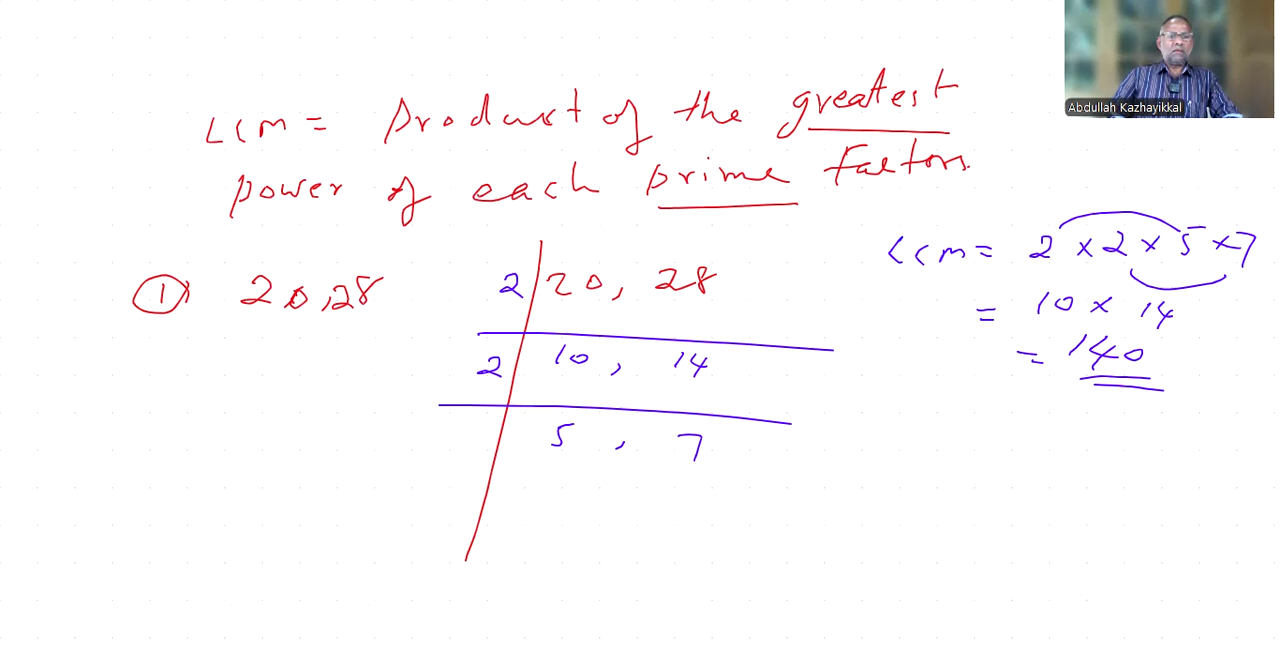 LCM = Product of the greatest
power of each prime factors.
① 20,28
2 20, 28
2 10, 14
5, 7
LCM = 2 × 2 × 5 × 7
= 10 × 14
= 140
Abdullah Kazhayikkal